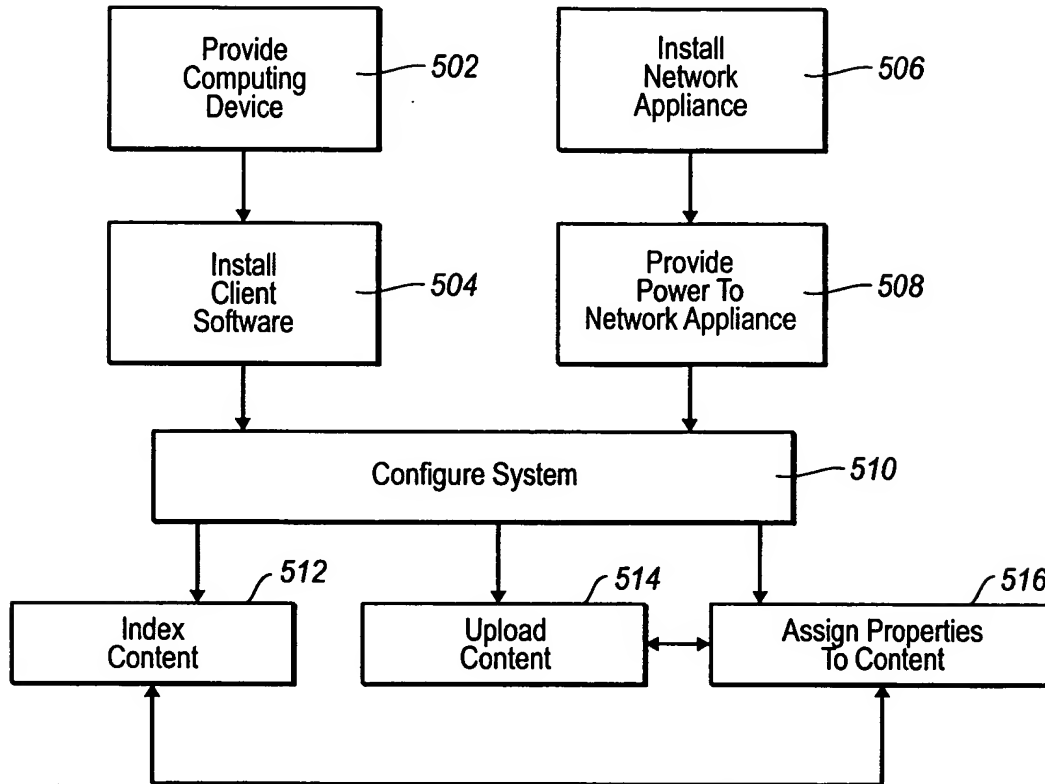 Provide
Computing
Device
502
Install
Network
Appliance
506
Install
Client
Software
504
Provide
Power To
Network Appliance
508
Configure System
510
512
Index
Content
514
Upload
Content
516
Assign Properties
To Content